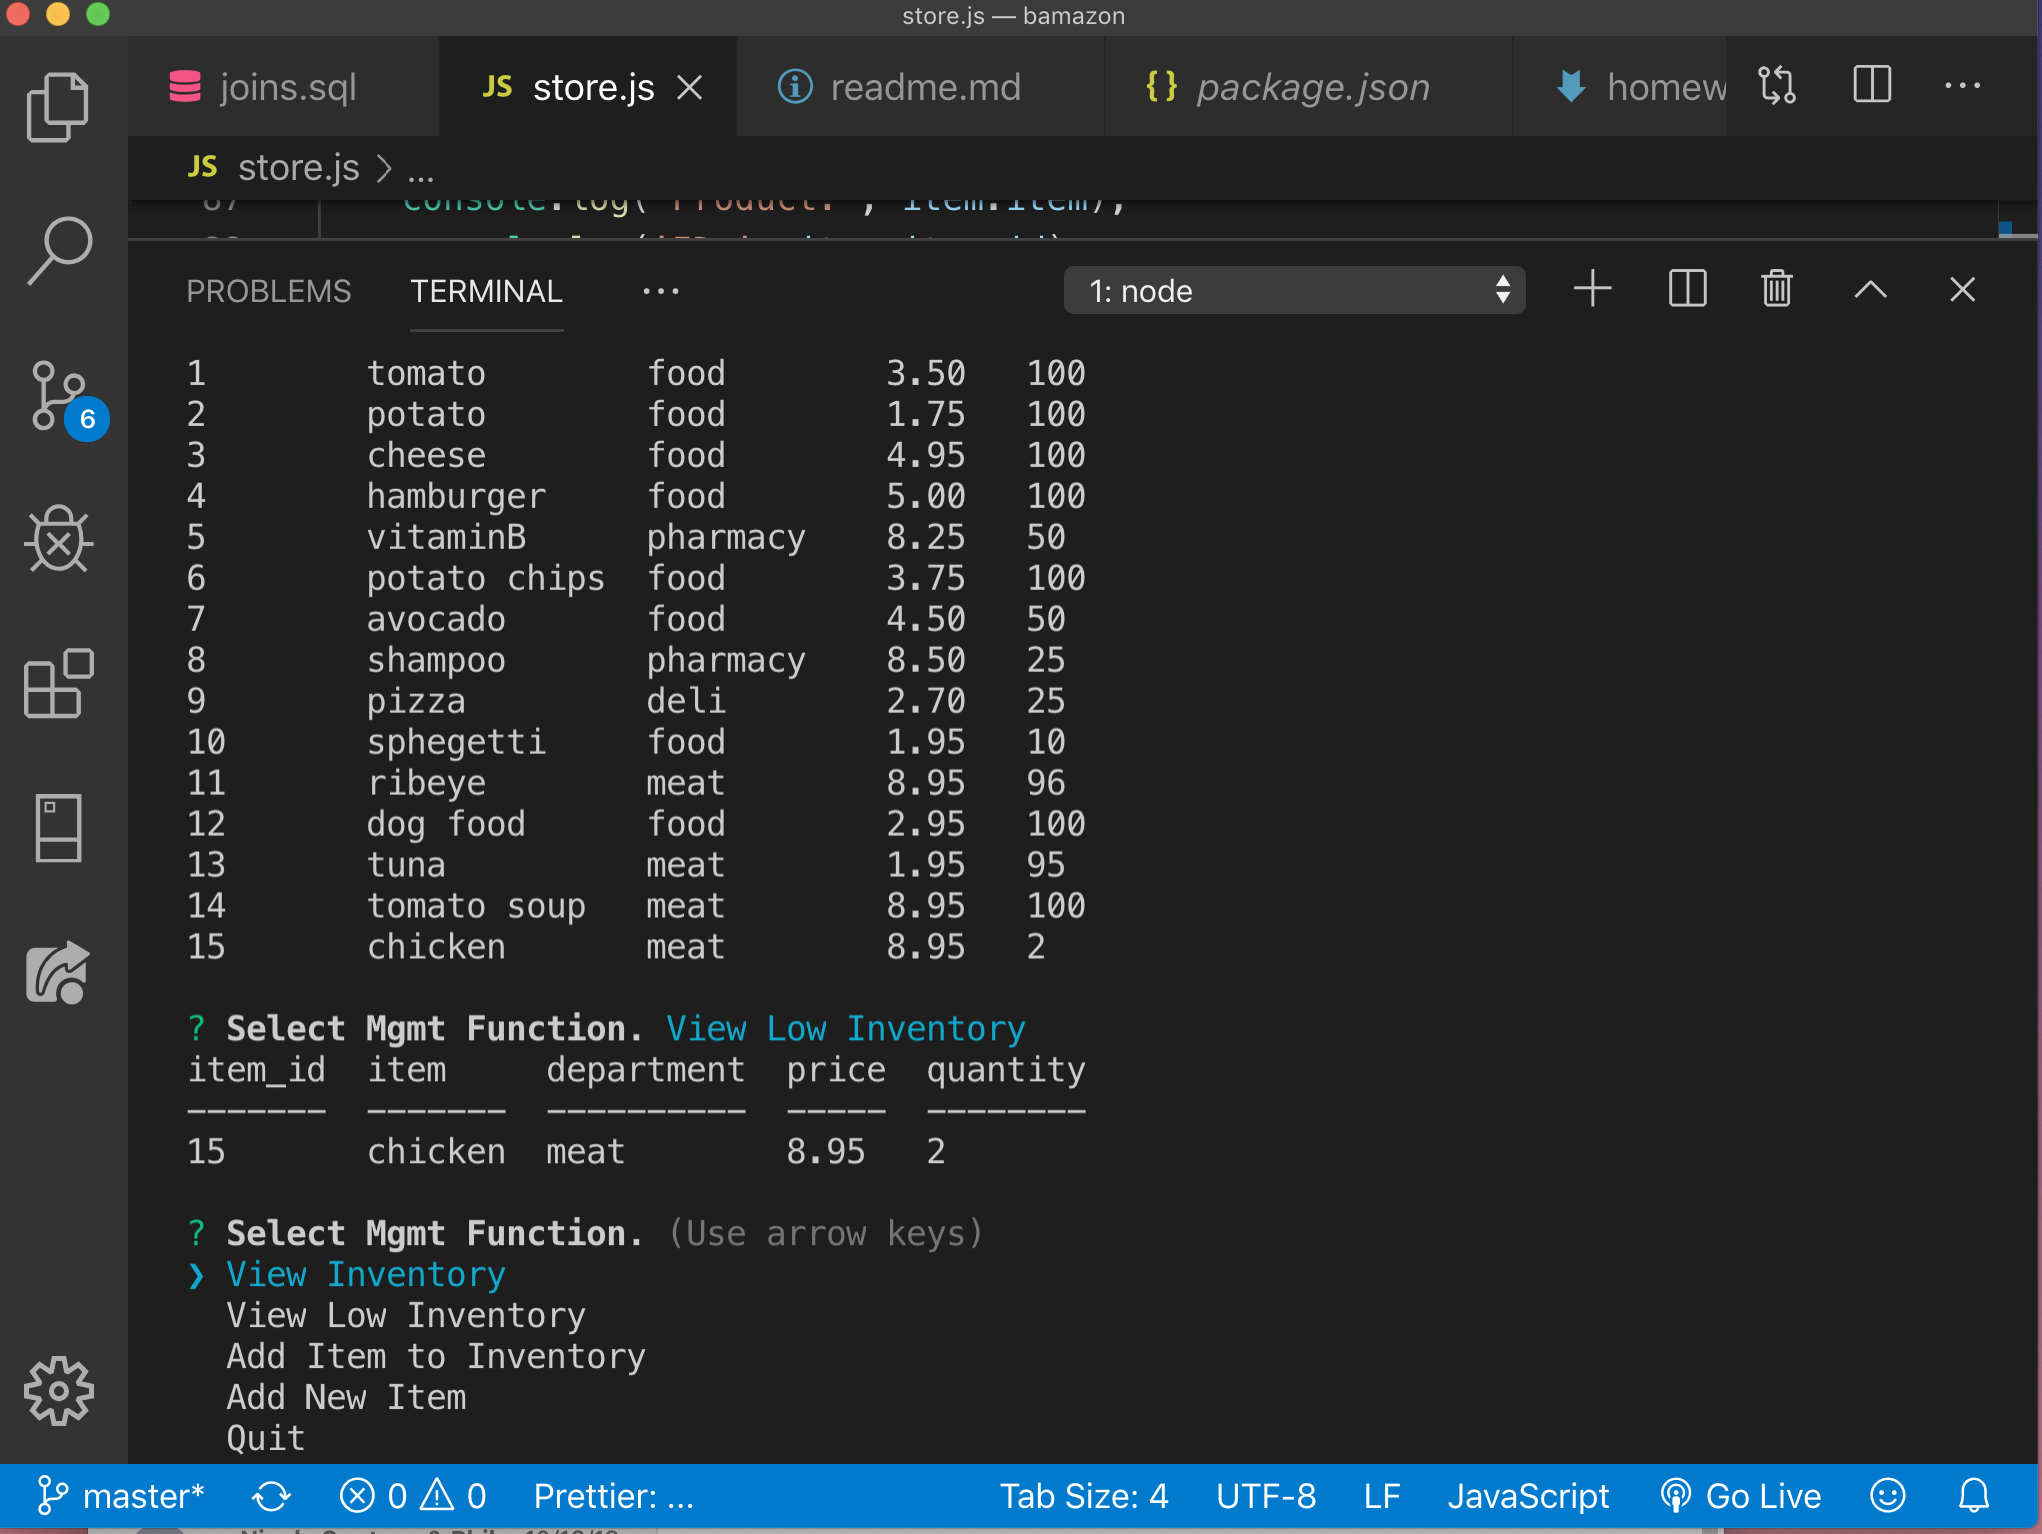 store.js — bamazon
joins.sql JS store.js readme.md {} package.json homew
JS store.js > ...
87 console.log('Product: ', item.item);
PROBLEMS TERMINAL ... 1: node
1 tomato food 3.50 100
2 potato food 1.75 100
3 cheese food 4.95 100
4 hamburger food 5.00 100
5 vitaminB pharmacy 8.25 50
6 potato chips food 3.75 100
7 avocado food 4.50 50
8 shampoo pharmacy 8.50 25
9 pizza deli 2.70 25
10 sphegetti food 1.95 10
11 ribeye meat 8.95 96
12 dog food food 2.95 100
13 tuna meat 1.95 95
14 tomato soup meat 8.95 100
15 chicken meat 8.95 2
? Select Mgmt Function. View Low Inventory
item_id item department price quantity
------- ------- ---------- ----- --------
15 chicken meat 8.95 2
? Select Mgmt Function. (Use arrow keys)
❯ View Inventory
View Low Inventory
Add Item to Inventory
Add New Item
Quit
6
master* 0 0 Prettier: ... Tab Size: 4 UTF-8 LF JavaScript Go Live